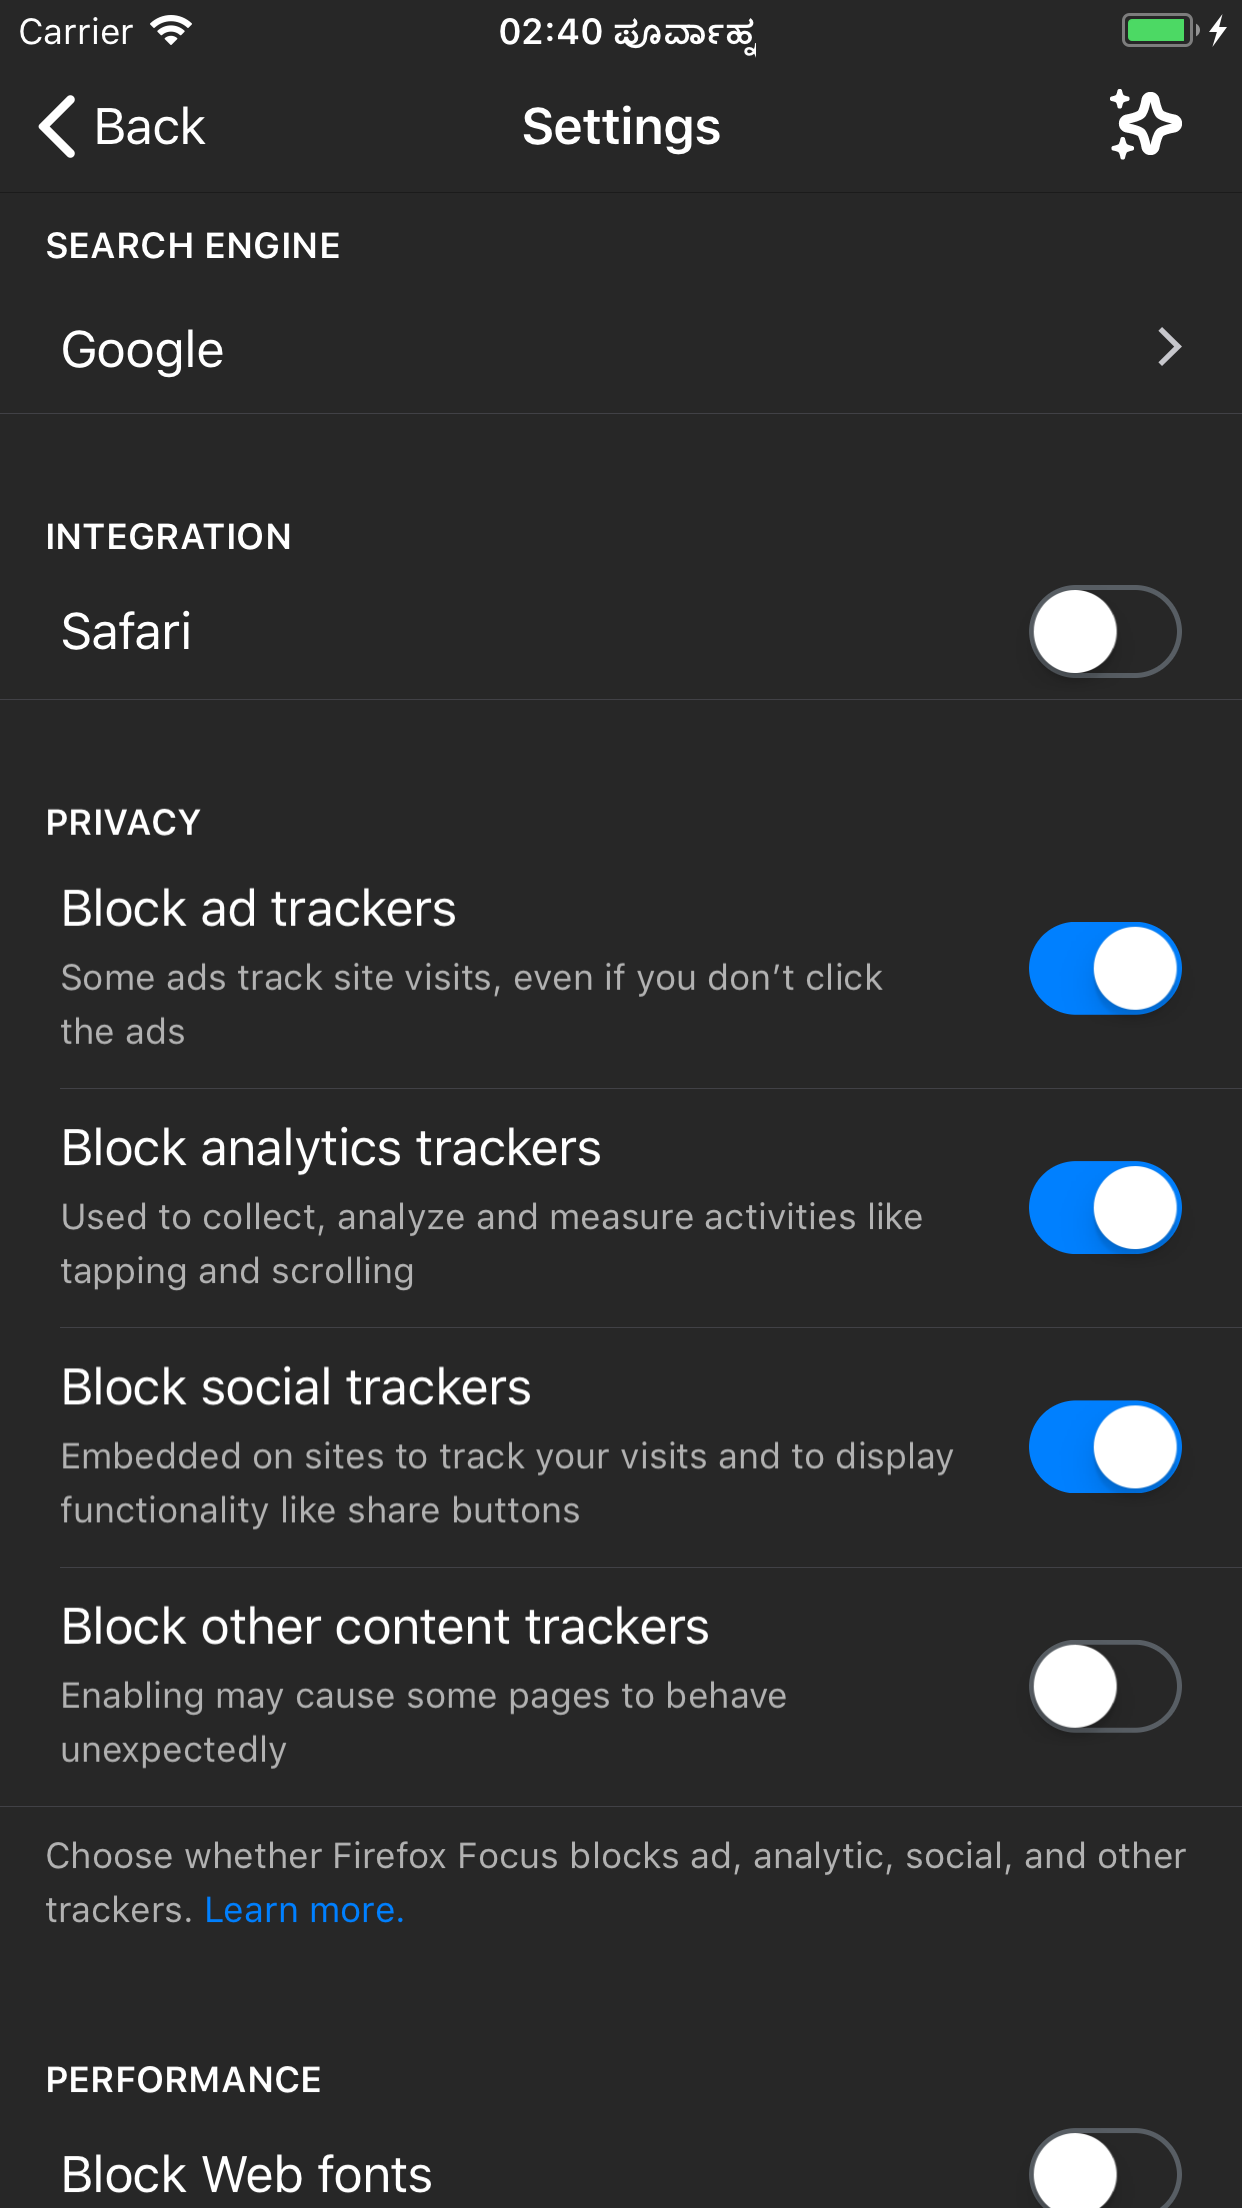 Carrier 02:40 ಪೂರ್ವಾಹ್ನ
Back Settings
SEARCH ENGINE
Google
INTEGRATION
Safari
PRIVACY
Block ad trackers
Some ads track site visits, even if you don’t click
the ads
Block analytics trackers
Used to collect, analyze and measure activities like
tapping and scrolling
Block social trackers
Embedded on sites to track your visits and to display
functionality like share buttons
Block other content trackers
Enabling may cause some pages to behave
unexpectedly
Choose whether Firefox Focus blocks ad, analytic, social, and other
trackers. Learn more.
PERFORMANCE
Block Web fonts